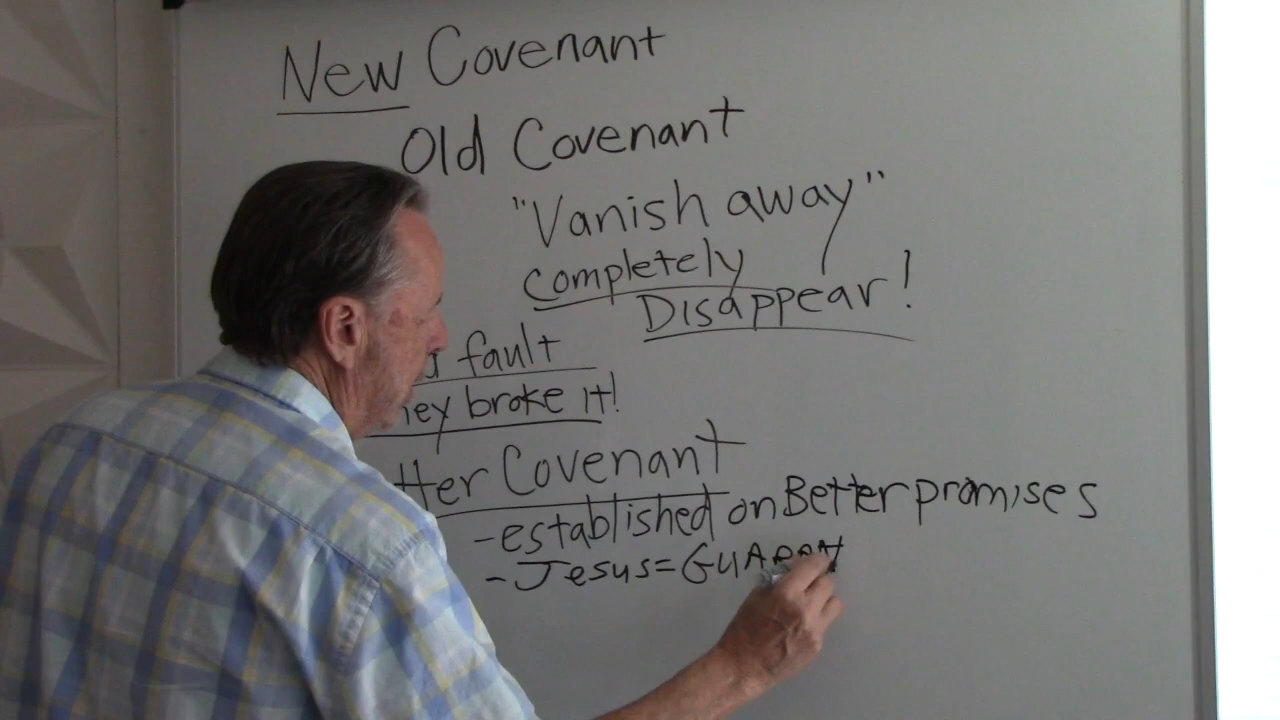 New Covenant
Old Covenant
"Vanish away"
completely
Disappear!
fault
broke it!
Covenant
-established on Better promises
-Jesus=